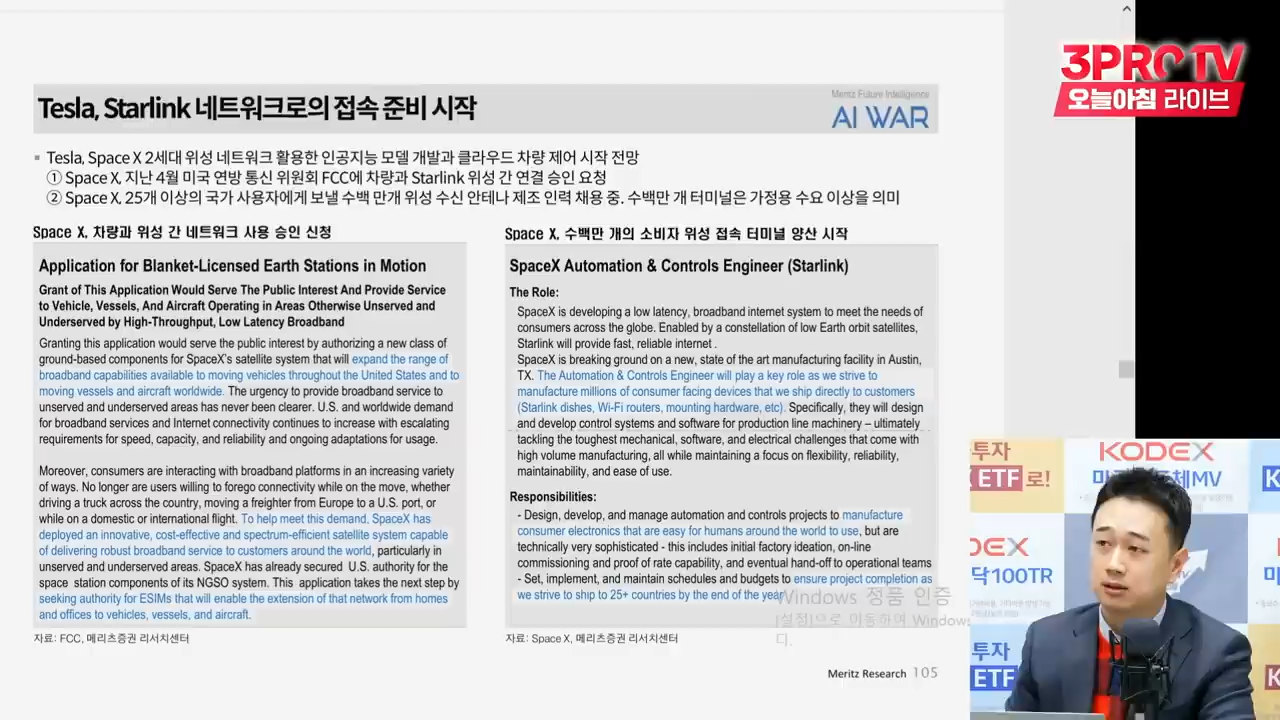 3PRO TV
오늘아침 라이브
Tesla, Starlink 네트워크로의 접속 준비 시작
Meritz Future Intelligence
AI WAR
Tesla, Space X 2세대 위성 네트워크 활용한 인공지능 모델 개발과 클라우드 차량 제어 시작 전망
① Space X, 지난 4월 미국 연방 통신 위원회 FCC에 차량과 Starlink 위성 간 연결 승인 요청
② Space X, 25개 이상의 국가 사용자에게 보낼 수백 만개 위성 수신 안테나 제조 인력 채용 중. 수백만 개 터미널은 가정용 수요 이상을 의미
Space X, 차량과 위성 간 네트워크 사용 승인 신청
Application for Blanket-Licensed Earth Stations in Motion
Grant of This Application Would Serve The Public Interest And Provide Service
to Vehicle, Vessels, And Aircraft Operating in Areas Otherwise Unserved and
Underserved by High-Throughput, Low Latency Broadband
Granting this application would serve the public interest by authorizing a new class of
ground-based components for SpaceX's satellite system that will expand the range of
broadband capabilities available to moving vehicles throughout the United States and to
moving vessels and aircraft worldwide. The urgency to provide broadband service to
unserved and underserved areas has never been clearer. U.S. and worldwide demand
for broadband services and Internet connectivity continues to increase with escalating
requirements for speed, capacity, and reliability and ongoing adaptations for usage.
Moreover, consumers are interacting with broadband platforms in an increasing variety
of ways. No longer are users willing to forego connectivity while on the move, whether
driving a truck across the country, moving a freighter from Europe to a U.S. port, or
while on a domestic or international flight. To help meet this demand, SpaceX has
deployed an innovative, cost-effective and spectrum-efficient satellite system capable
of delivering robust broadband service to customers around the world, particularly in
unserved and underserved areas. SpaceX has already secured U.S. authority for the
space station components of its NGSO system. This application takes the next step by
seeking authority for ESIMs that will enable the extension of that network from homes
and offices to vehicles, vessels, and aircraft.
자료: FCC, 메리츠증권 리서치센터
Space X, 수백만 개의 소비자 위성 접속 터미널 양산 시작
SpaceX Automation & Controls Engineer (Starlink)
The Role:
SpaceX is developing a low latency, broadband internet system to meet the needs of
consumers across the globe. Enabled by a constellation of low Earth orbit satellites,
Starlink will provide fast, reliable internet .
SpaceX is breaking ground on a new, state of the art manufacturing facility in Austin,
TX. The Automation & Controls Engineer will play a key role as we strive to
manufacture millions of consumer facing devices that we ship directly to customers
(Starlink dishes, Wi-Fi routers, mounting hardware, etc). Specifically, they will design
and develop control systems and software for production line machinery – ultimately
tackling the toughest mechanical, software, and electrical challenges that come with
high volume manufacturing, all while maintaining a focus on flexibility, reliability,
maintainability, and ease of use.
Responsibilities:
- Design, develop, and manage automation and controls projects to manufacture
consumer electronics that are easy for humans around the world to use, but are
technically very sophisticated - this includes initial factory ideation, on-line
commissioning and proof of rate capability, and eventual hand-off to operational teams
- Set, implement, and maintain schedules and budgets to ensure project completion as
we strive to ship to 25+ countries by the end of the year
자료: Space X, 메리츠증권 리서치센터
Windows 정품 인증
[설정]으로 이동하여 Windows
다.
Meritz Research 105
투자
ETF로!
KODEX
MV
DEX
닥100TR
투자
ETF